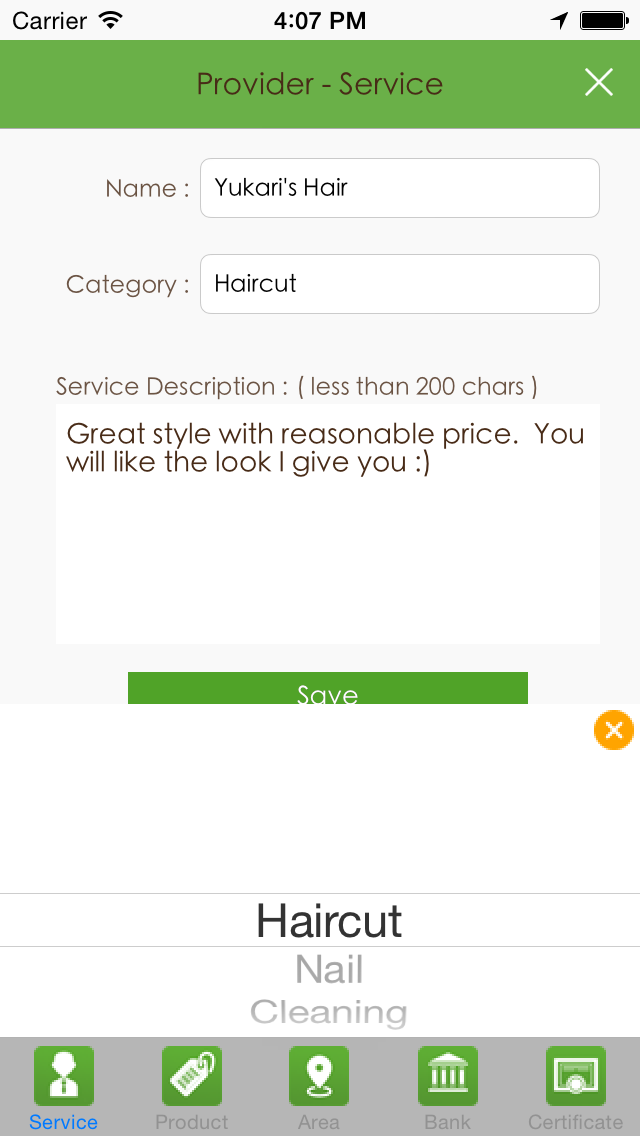 Carrier 4:07 PM
Provider - Service
Name : Yukari's Hair
Category : Haircut
Service Description : ( less than 200 chars )
Great style with reasonable price.  You
will like the look I give you :)
Save
Haircut
Nail
Cleaning
Service Product Area Bank Certificate